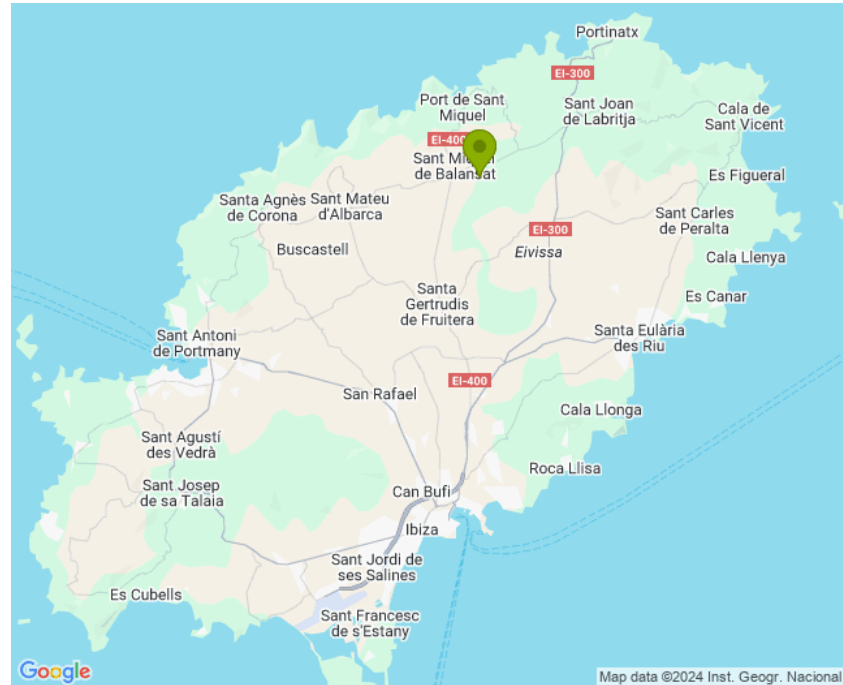 Portinatx
EI-300
Port de Sant
Miquel
Sant Joan
de Labritja
Cala de
Sant Vicent
EI-400
Sant Miquel
de Balansat
Es Figueral
Santa Agnès
de Corona
Sant Mateu
d'Albarca
Sant Carles
de Peralta
EI-300
Buscastell
Eivissa
Cala Llenya
Santa
Gertrudis
de Fruitera
Es Canar
Sant Antoni
de Portmany
Santa Eulària
des Riu
EI-400
San Rafael
Cala Llonga
Sant Agustí
des Vedrà
Roca Llisa
Sant Josep
de sa Talaia
Can Bufí
Ibiza
Sant Jordi de
ses Salines
Es Cubells
Sant Francesc
de s'Estany
Google
Map data ©2024 Inst. Geogr. Nacional